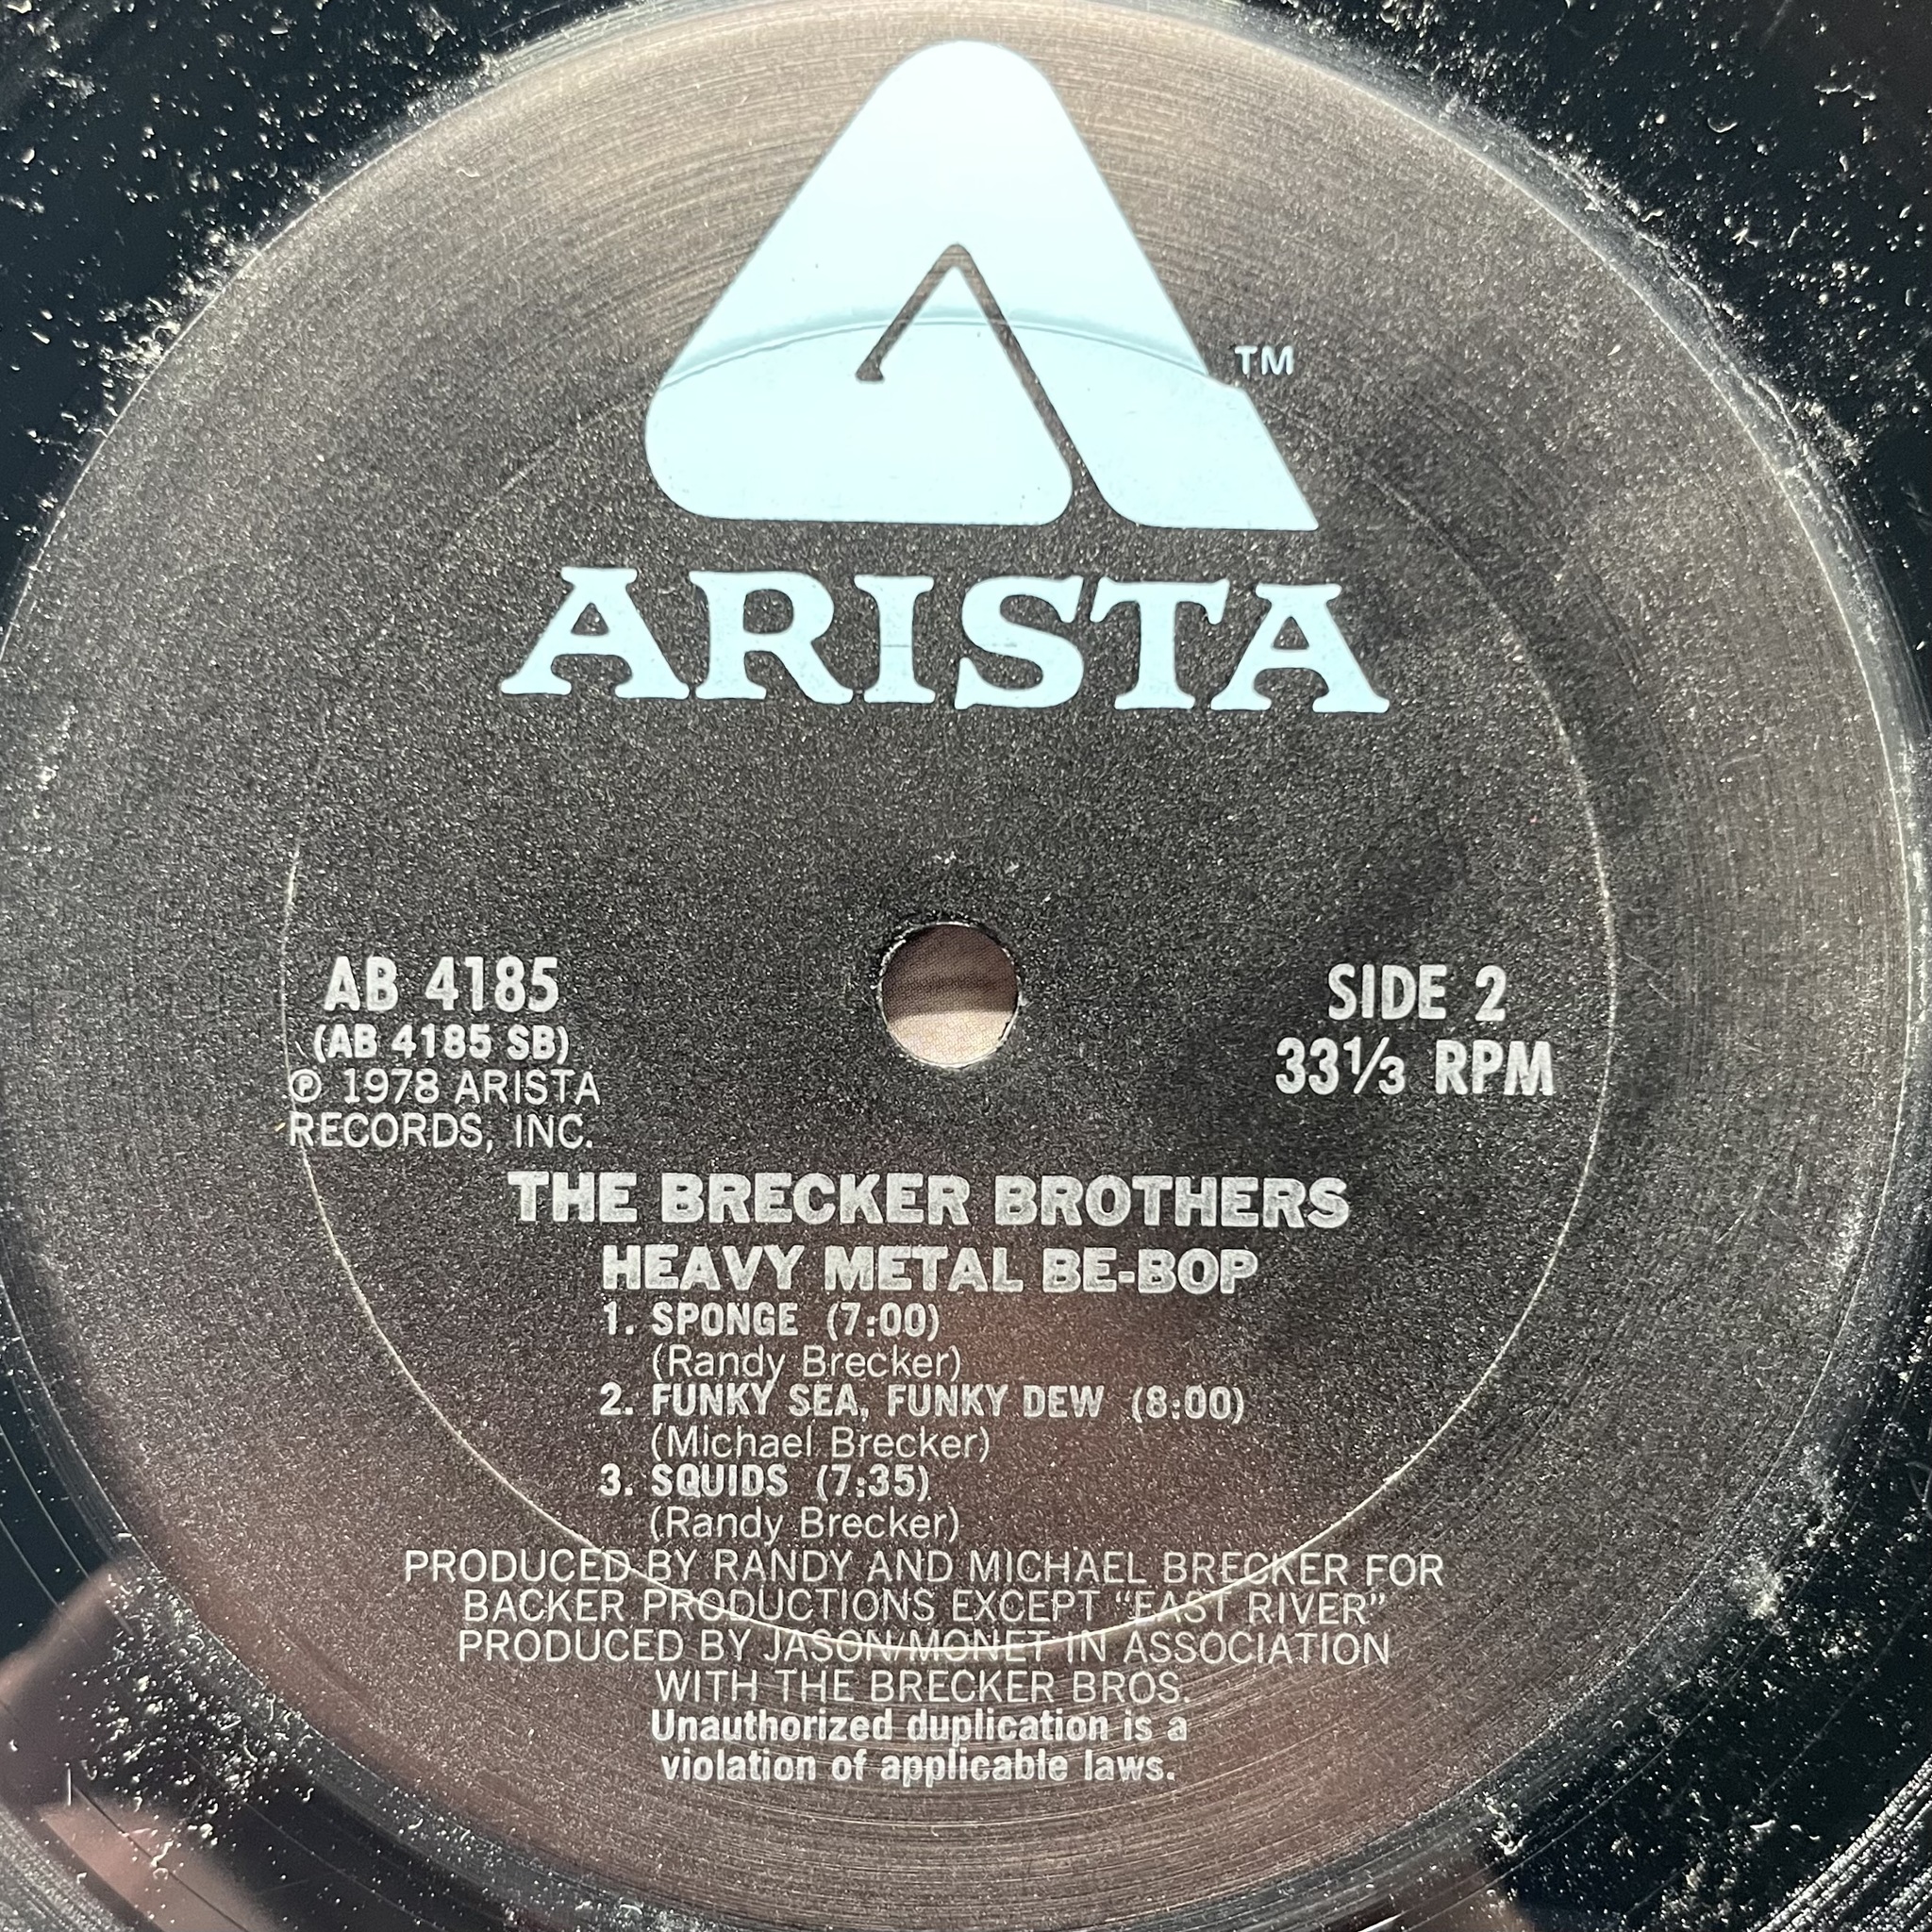 TM
ARISTA
AB 4185
(AB 4185 SB)
℗ 1978 ARISTA
RECORDS, INC.
SIDE 2
33⅓ RPM
THE BRECKER BROTHERS
HEAVY METAL BE-BOP
1. SPONGE (7:00)
(Randy Brecker)
2. FUNKY SEA, FUNKY DEW (8:00)
(Michael Brecker)
3. SQUIDS (7:35)
(Randy Brecker)
PRODUCED BY RANDY AND MICHAEL BRECKER FOR
BACKER PRODUCTIONS EXCEPT “EAST RIVER”
PRODUCED BY JASON MONET IN ASSOCIATION
WITH THE BRECKER BROS.
Unauthorized duplication is a
violation of applicable laws.